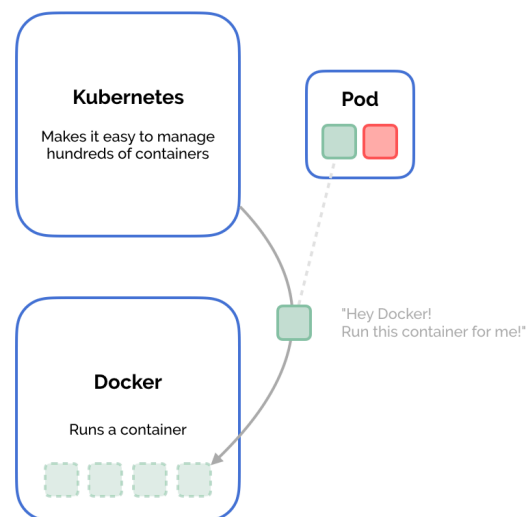 Kubernetes
Makes it easy to manage
hundreds of containers
Pod
"Hey Docker!
Run this container for me!"
Docker
Runs a container